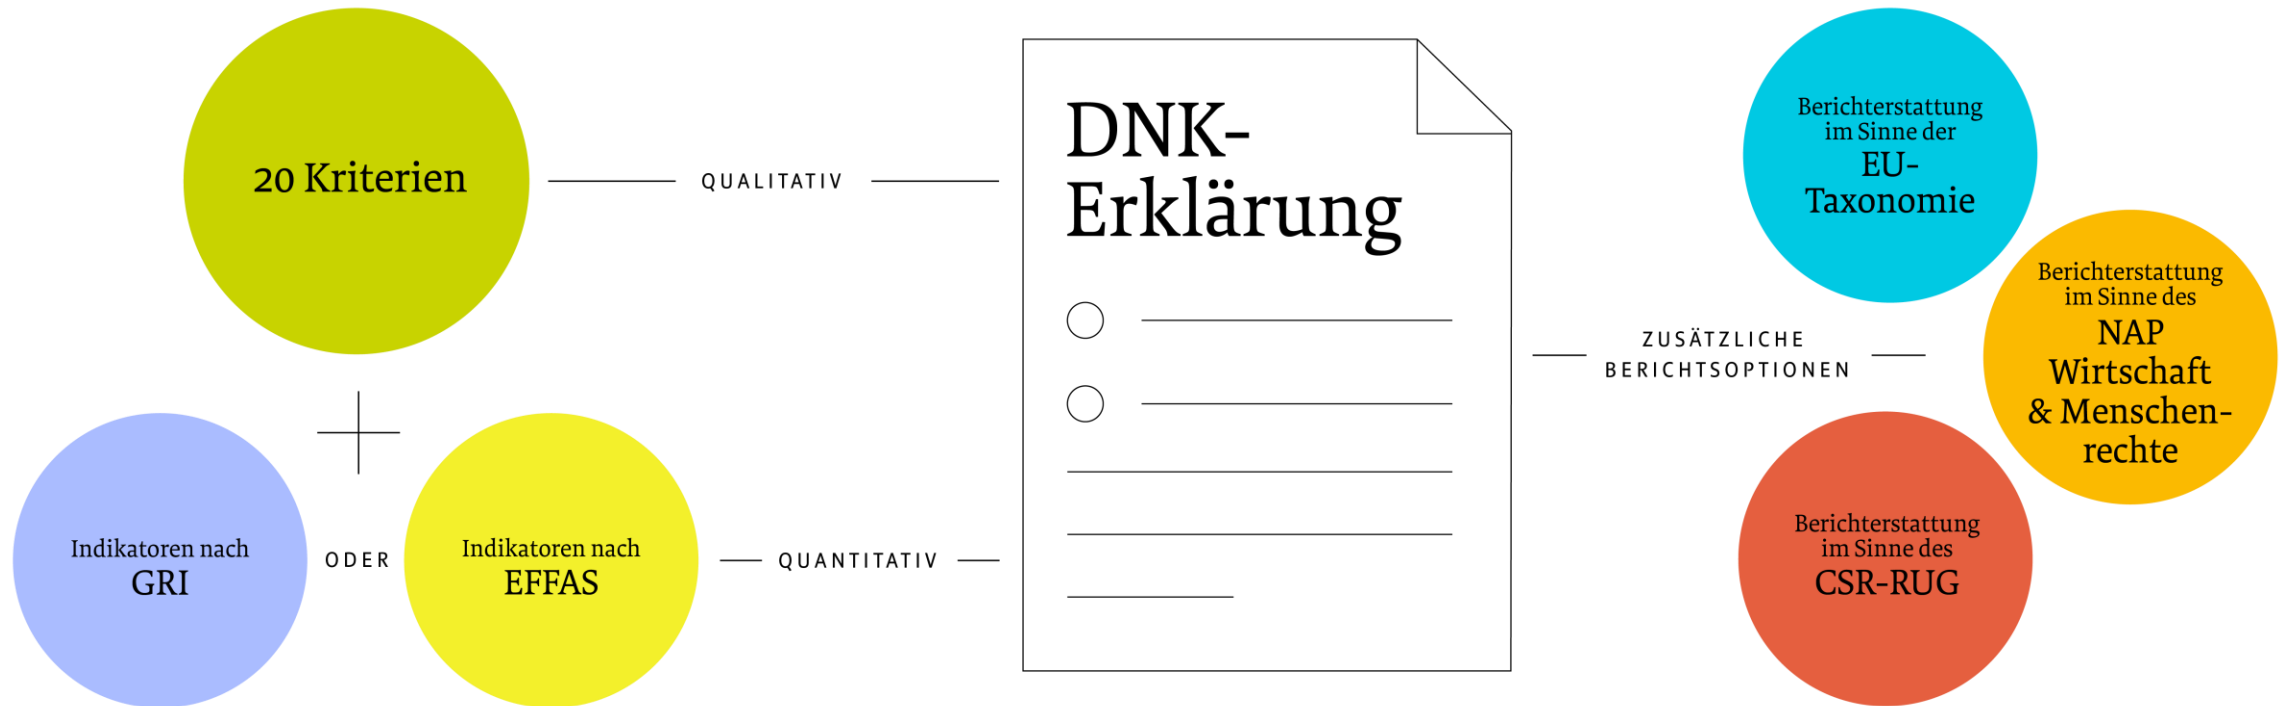 20 Kriterien
QUALITATIV
Indikatoren nach
GRI
ODER
Indikatoren nach
EFFAS
QUANTITATIV
DNK-
Erklärung
ZUSÄTZLICHE
BERICHTSOPTIONEN
Berichterstattung
im Sinne der
EU-
Taxonomie
Berichterstattung
im Sinne des
NAP
Wirtschaft
& Menschen-
rechte
Berichterstattung
im Sinne des
CSR-RUG